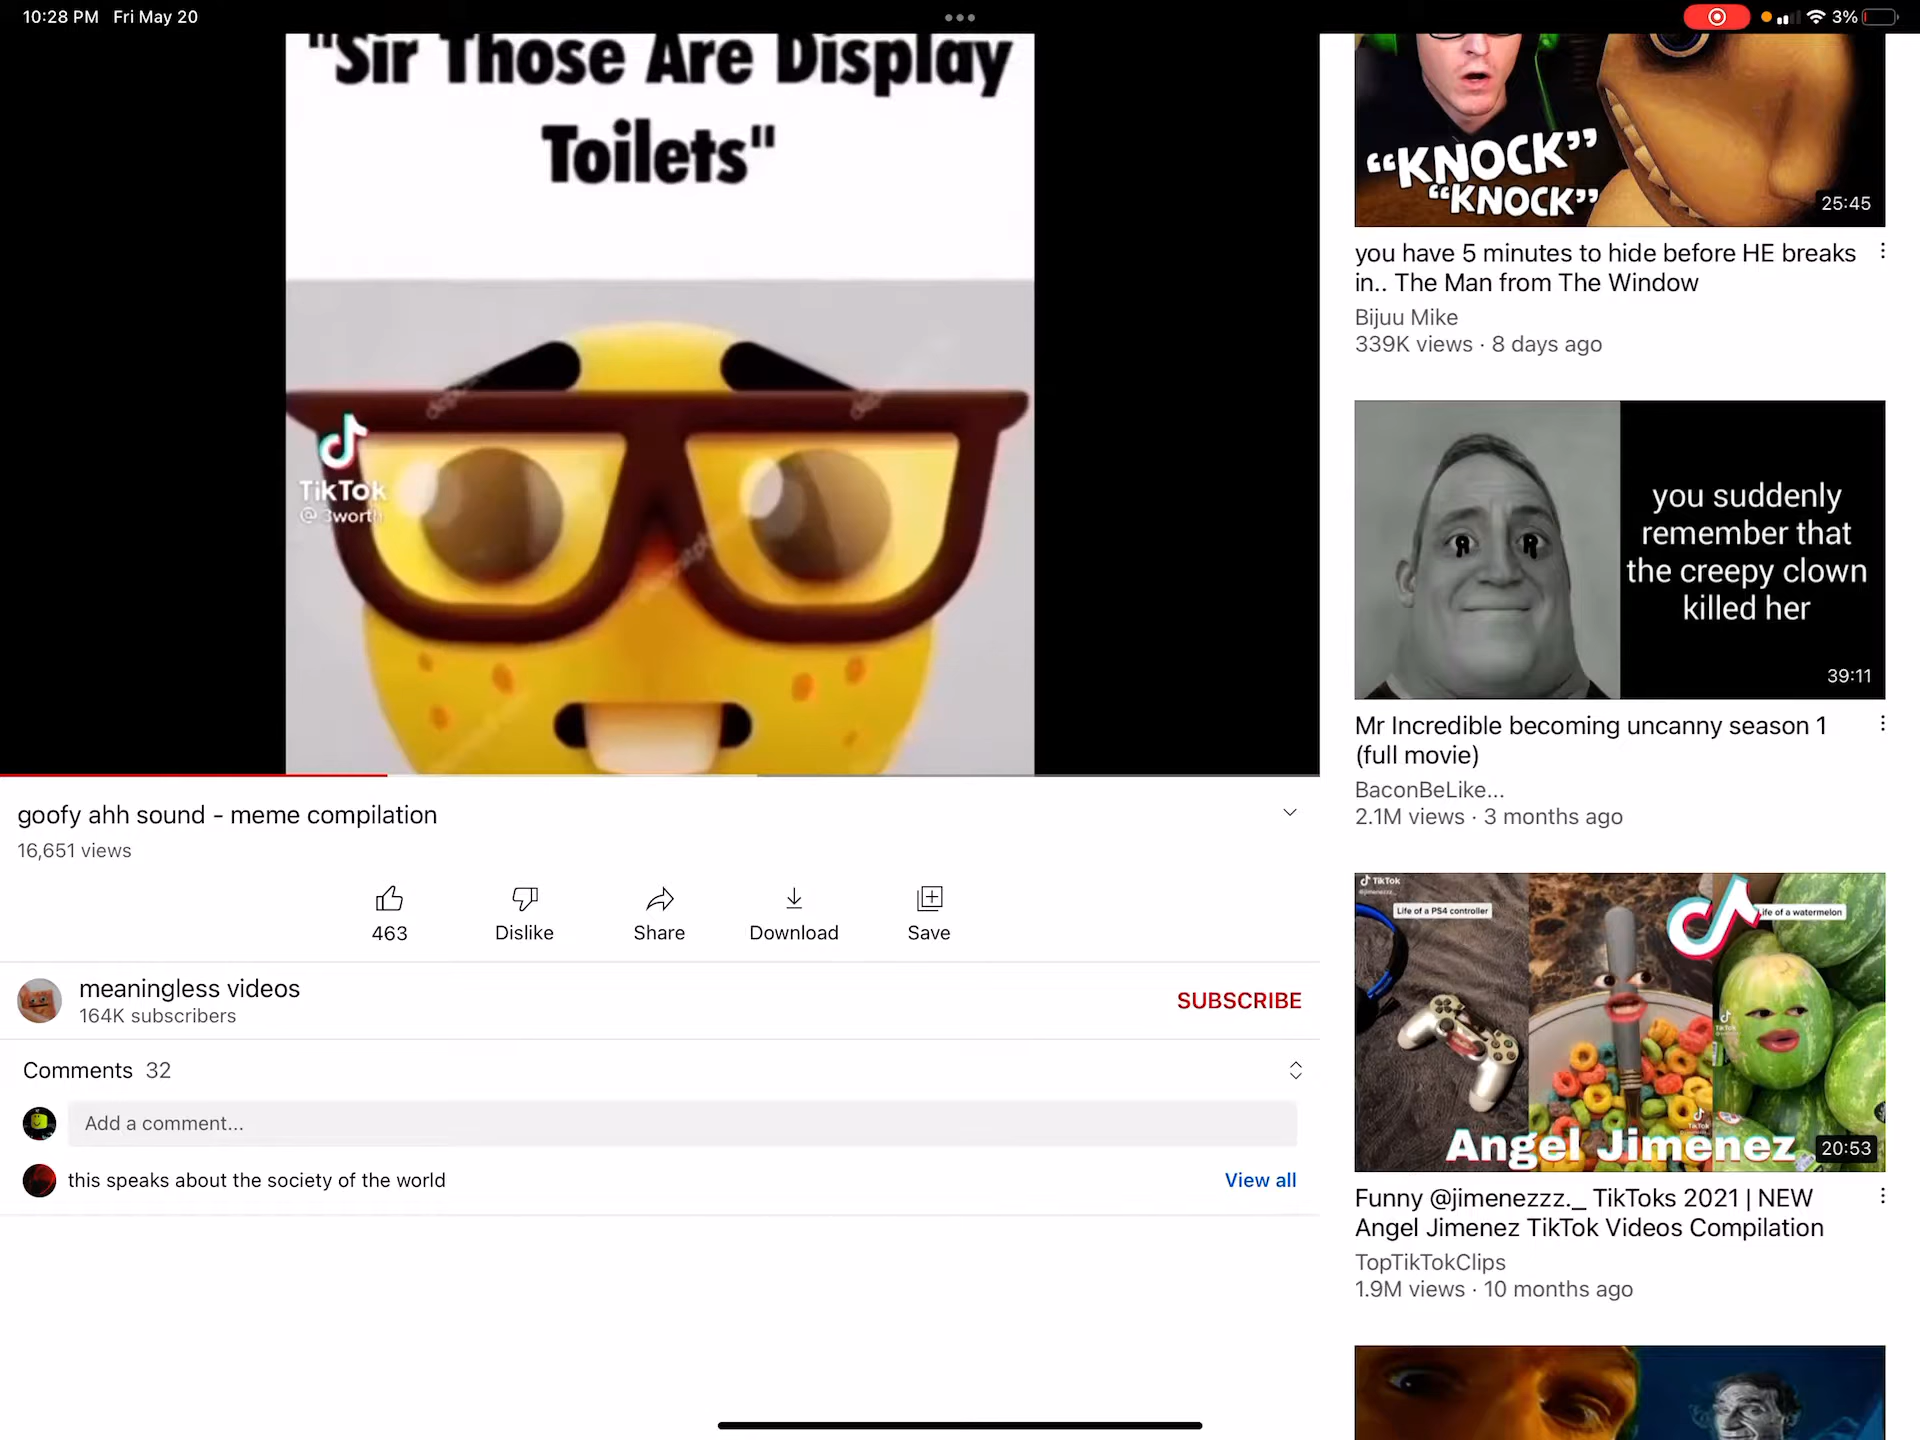 10:28 PM Fri May 20
3%
"Sir Those Are Display
Toilets"
TikTok
@3worth
goofy ahh sound - meme compilation
16,651 views
463
Dislike
Share
Download
Save
meaningless videos
164K subscribers
SUBSCRIBE
Comments 32
Add a comment...
this speaks about the society of the world
View all
“KNOCK”
“KNOCK”
25:45
you have 5 minutes to hide before HE breaks
in.. The Man from The Window
Bijuu Mike
339K views · 8 days ago
you suddenly
remember that
the creepy clown
killed her
39:11
Mr Incredible becoming uncanny season 1
(full movie)
BaconBeLike...
2.1M views · 3 months ago
TikTok
Life of a PS4 controller
ife of a watermelon
TikTok
TikTok
Angel Jimenez
20:53
Funny @jimenezzz._ TikToks 2021 | NEW
Angel Jimenez TikTok Videos Compilation
TopTikTokClips
1.9M views · 10 months ago